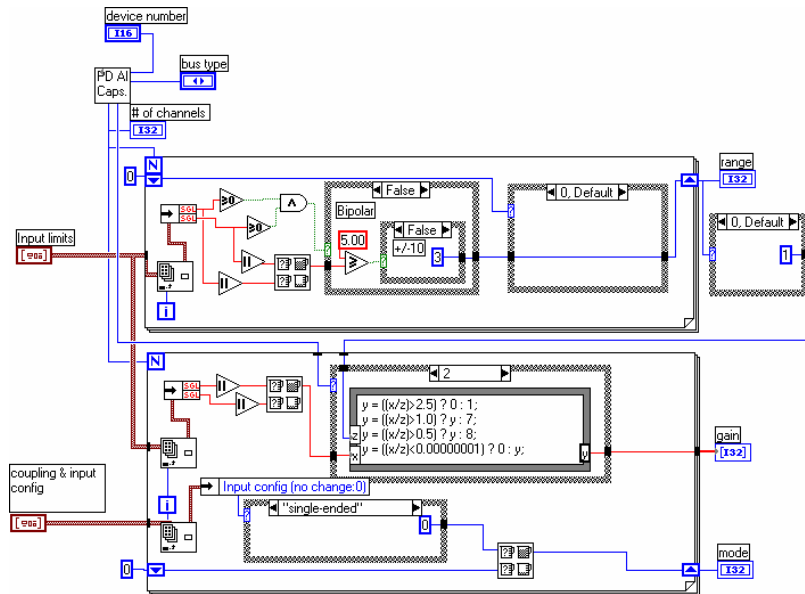 device number
I16
PD AI
Caps.
bus type
# of channels
I32
N
0
range
I32
SGL
SGL
≥0
≥0
∧
False
Bipolar
5.00
≥
False
+/-10
3
0, Default
0, Default
1
Input limits
i
N
2
SGL
SGL
y = ((x/z)>2.5) ? 0 : 1;
y = ((x/z)>1.0) ? y : 7;
y = ((x/z)>0.5) ? y : 8;
y = ((x/z)<0.00000001) ? 0 : y;
z
x
y
gain
[I32]
coupling & input
config
i
Input config (no change:0)
"single-ended"
0
0
mode
I32